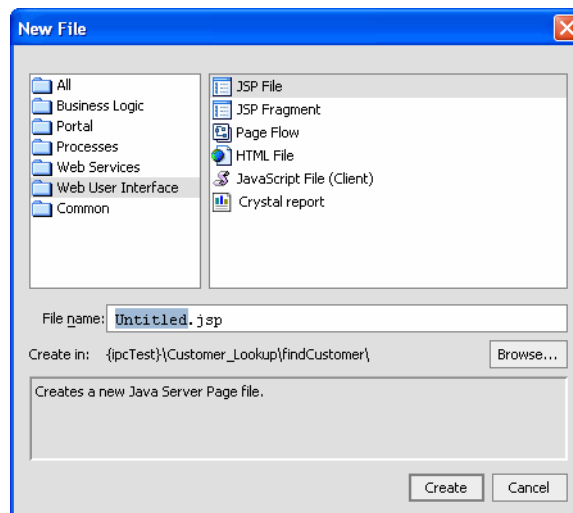 New File
All
Business Logic
Portal
Processes
Web Services
Web User Interface
Common
JSP File
JSP Fragment
Page Flow
HTML File
JavaScript File (Client)
Crystal report
File name: Untitled.jsp
Create in: {ipcTest}\Customer_Lookup\findCustomer\ Browse...
Creates a new Java Server Page file.
Create Cancel